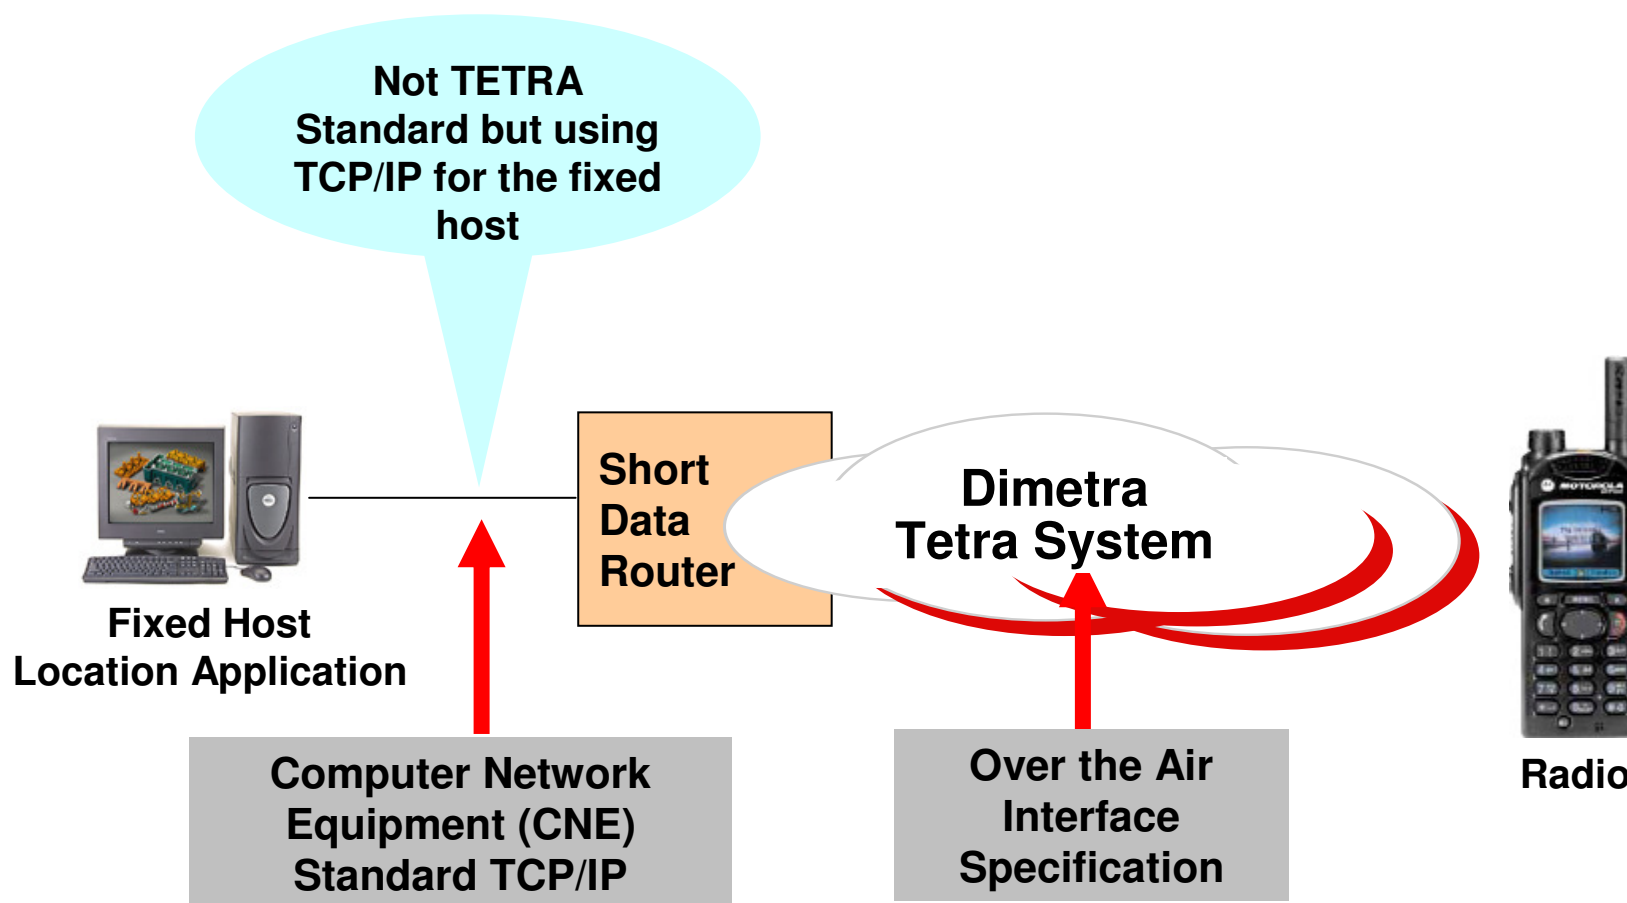 Not TETRA
Standard but using
TCP/IP for the fixed
host
Short
Data
Router
Dimetra
Tetra System
MOTOROLA
Fixed Host
Location Application
Computer Network
Equipment (CNE)
Standard TCP/IP
Over the Air
Interface
Specification
Radio